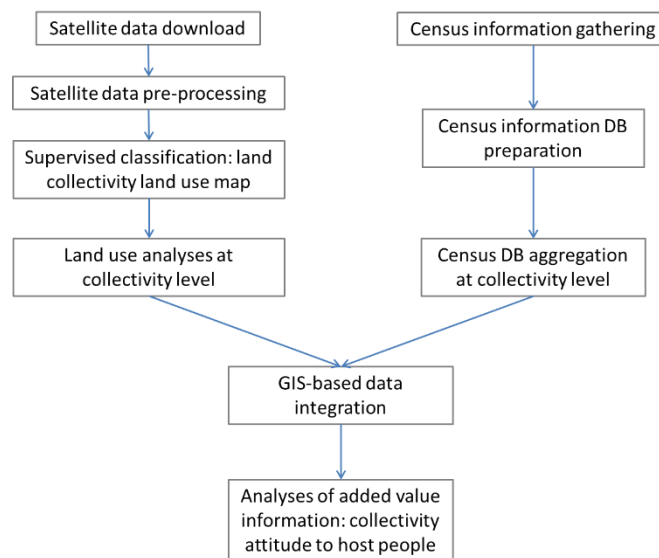 Satellite data download
Census information gathering
Satellite data pre-processing
Census information DB
preparation
Supervised classification: land
collectivity land use map
Land use analyses at
collectivity level
Census DB aggregation
at collectivity level
GIS-based data
integration
Analyses of added value
information: collectivity
attitude to host people